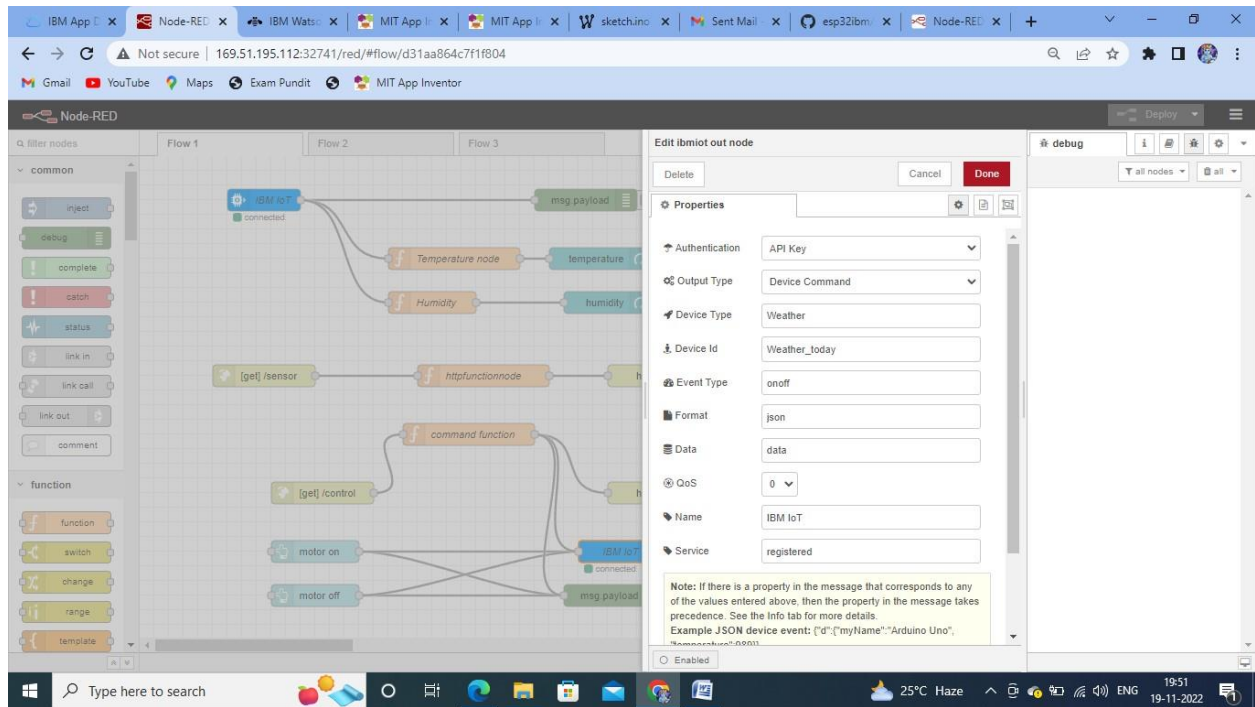 IBM App D
Node-RED
IBM Wats
MIT App In
MIT App In
sketch.ino
Sent Mail -
esp32ibm/
Node-RED
Not secure | 169.51.195.112:32741/red/#flow/d31aa864c7f1f804
Gmail YouTube Maps Exam Pundit MIT App Inventor
Node-RED
Deploy
filter nodes
Flow 1 Flow 2 Flow 3
common
inject
debug
complete
catch
status
link in
link call
link out
comment
function
function
switch
change
range
template
IBM IoT
connected
msg.payload
Temperature node
temperature
Humidity
humidity
[get] /sensor
httpfunctionnode
h
command function
[get] /control
h
motor on
IBM IoT
connected
motor off
msg.payload
Edit ibmiot out node
Delete Cancel Done
Properties
Authentication API Key
Output Type Device Command
Device Type Weather
Device Id Weather_today
Event Type onoff
Format json
Data data
QoS 0
Name IBM IoT
Service registered
Note: If there is a property in the message that corresponds to any
of the values entered above, then the property in the message takes
precedence. See the Info tab for more details.
Example JSON device event: {"d":{"myName":"Arduino Uno",
"temperature":980}}
Enabled
debug
all nodes all
Type here to search
25°C Haze
ENG
19:51
19-11-2022